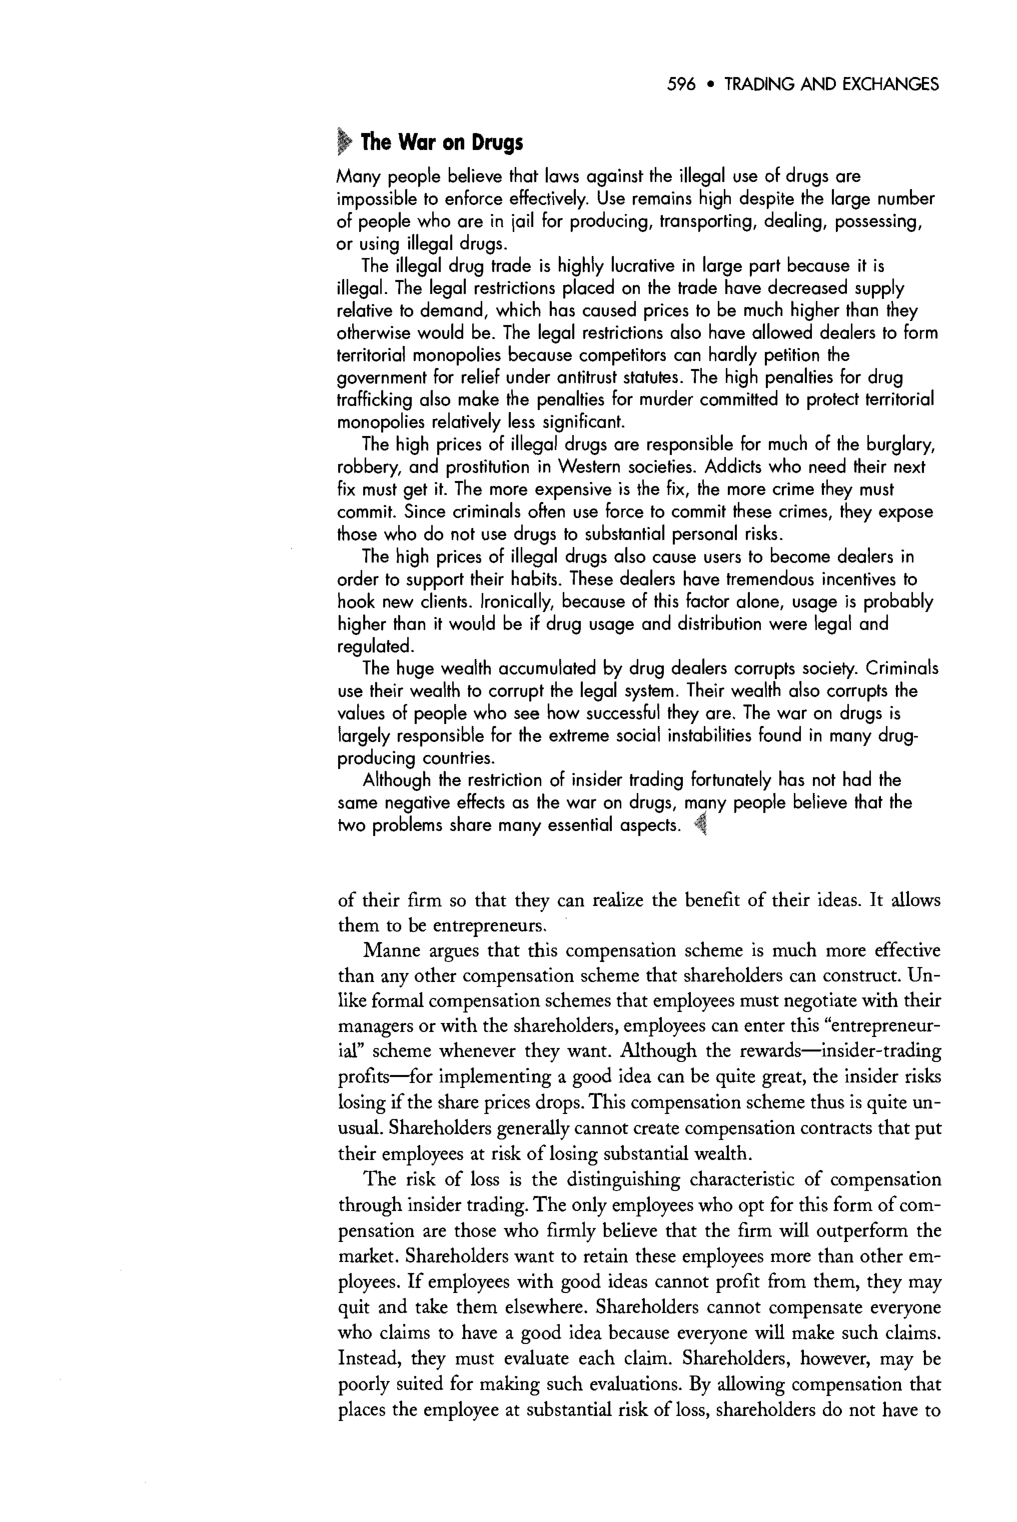 596 • TRADING AND EXCHANGES
The War on Drugs
Many people believe that laws against the illegal use of drugs are
impossible to enforce effectively. Use remains high despite the large number
of people who are in jail for producing, transporting, dealing, possessing,
or using illegal drugs.
The illegal drug trade is highly lucrative in large part because it is
illegal. The legal restrictions placed on the trade have decreased supply
relative to demand, which has caused prices to be much higher than they
otherwise would be. The legal restrictions also have allowed dealers to form
territorial monopolies because competitors can hardly petition the
government for relief under antitrust statutes. The high penalties for drug
trafficking also make the penalties for murder committed to protect territorial
monopolies relatively less significant.
The high prices of illegal drugs are responsible for much of the burglary,
robbery, and prostitution in Western societies. Addicts who need their next
fix must get it. The more expensive is the fix, the more crime they must
commit. Since criminals often use force to commit these crimes, they expose
those who do not use drugs to substantial personal risks.
The high prices of illegal drugs also cause users to become dealers in
order to support their habits. These dealers have tremendous incentives to
hook new clients. Ironically, because of this factor alone, usage is probably
higher than it would be if drug usage and distribution were legal and
regulated.
The huge wealth accumulated by drug dealers corrupts society. Criminals
use their wealth to corrupt the legal system. Their wealth also corrupts the
values of people who see how successful they are. The war on drugs is
largely responsible for the extreme social instabilities found in many drug-
producing countries.
Although the restriction of insider trading fortunately has not had the
same negative effects as the war on drugs, many people believe that the
two problems share many essential aspects.
of their firm so that they can realize the benefit of their ideas. It allows
them to be entrepreneurs.
Manne argues that this compensation scheme is much more effective
than any other compensation scheme that shareholders can construct. Un-
like formal compensation schemes that employees must negotiate with their
managers or with the shareholders, employees can enter this “entrepreneur-
ial” scheme whenever they want. Although the rewards—insider-trading
profits—for implementing a good idea can be quite great, the insider risks
losing if the share prices drops. This compensation scheme thus is quite un-
usual. Shareholders generally cannot create compensation contracts that put
their employees at risk of losing substantial wealth.
The risk of loss is the distinguishing characteristic of compensation
through insider trading. The only employees who opt for this form of com-
pensation are those who firmly believe that the firm will outperform the
market. Shareholders want to retain these employees more than other em-
ployees. If employees with good ideas cannot profit from them, they may
quit and take them elsewhere. Shareholders cannot compensate everyone
who claims to have a good idea because everyone will make such claims.
Instead, they must evaluate each claim. Shareholders, however, may be
poorly suited for making such evaluations. By allowing compensation that
places the employee at substantial risk of loss, shareholders do not have to